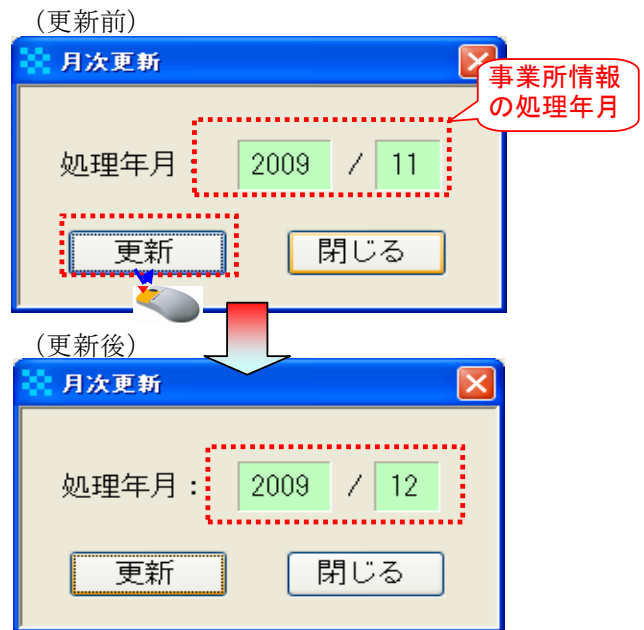 (更新前)
月次更新
事業所情報
の処理年月
処理年月： 2009 / 11
更新 閉じる
(更新後)
月次更新
処理年月： 2009 / 12
更新 閉じる